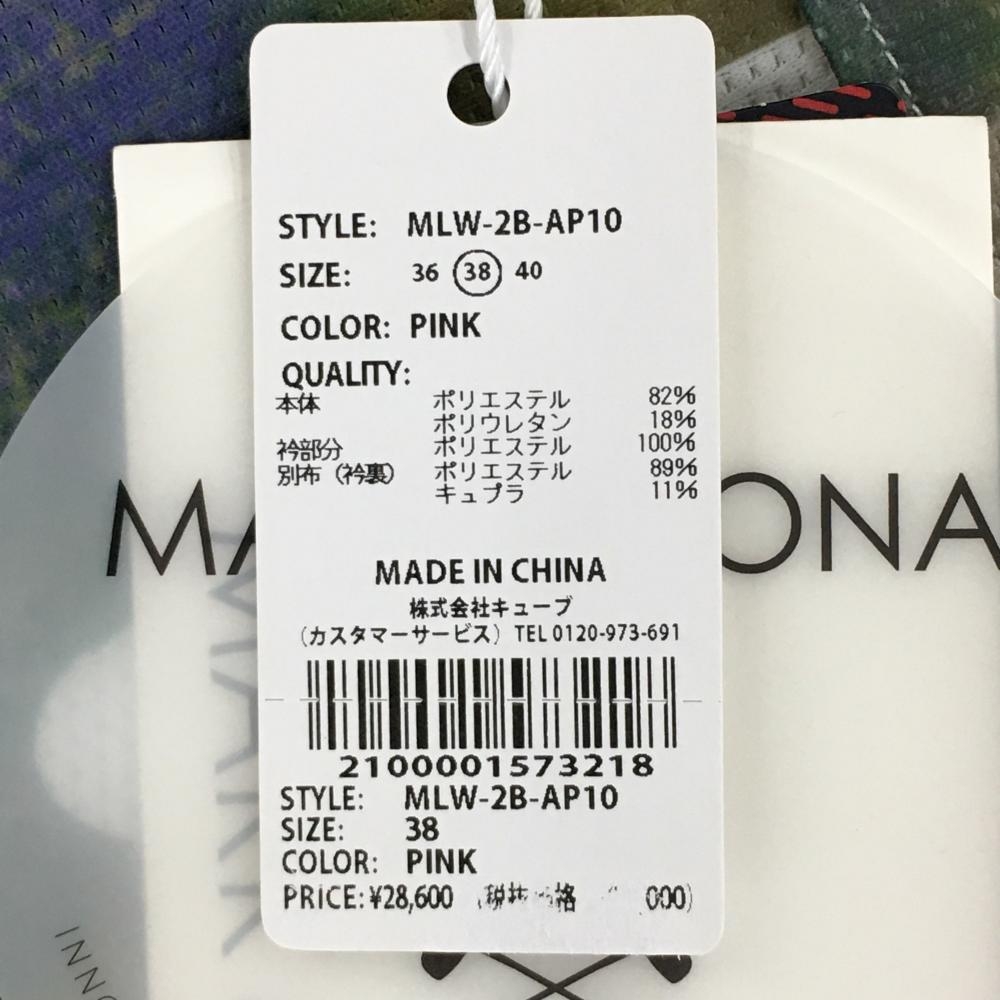 STYLE: MLW-2B-AP10
SIZE: 36 38 40
COLOR: PINK
QUALITY:
本体 ポリエステル 82%
ポリウレタン 18%
衿部分 ポリエステル 100%
別布（衿裏） ポリエステル 89%
キュプラ 11%
MADE IN CHINA
株式会社キューブ
（カスタマーサービス）TEL 0120-973-691
2100001573218
STYLE: MLW-2B-AP10
SIZE: 38
COLOR: PINK
PRICE: ¥28,600
MA
ONA
MARK
INNO